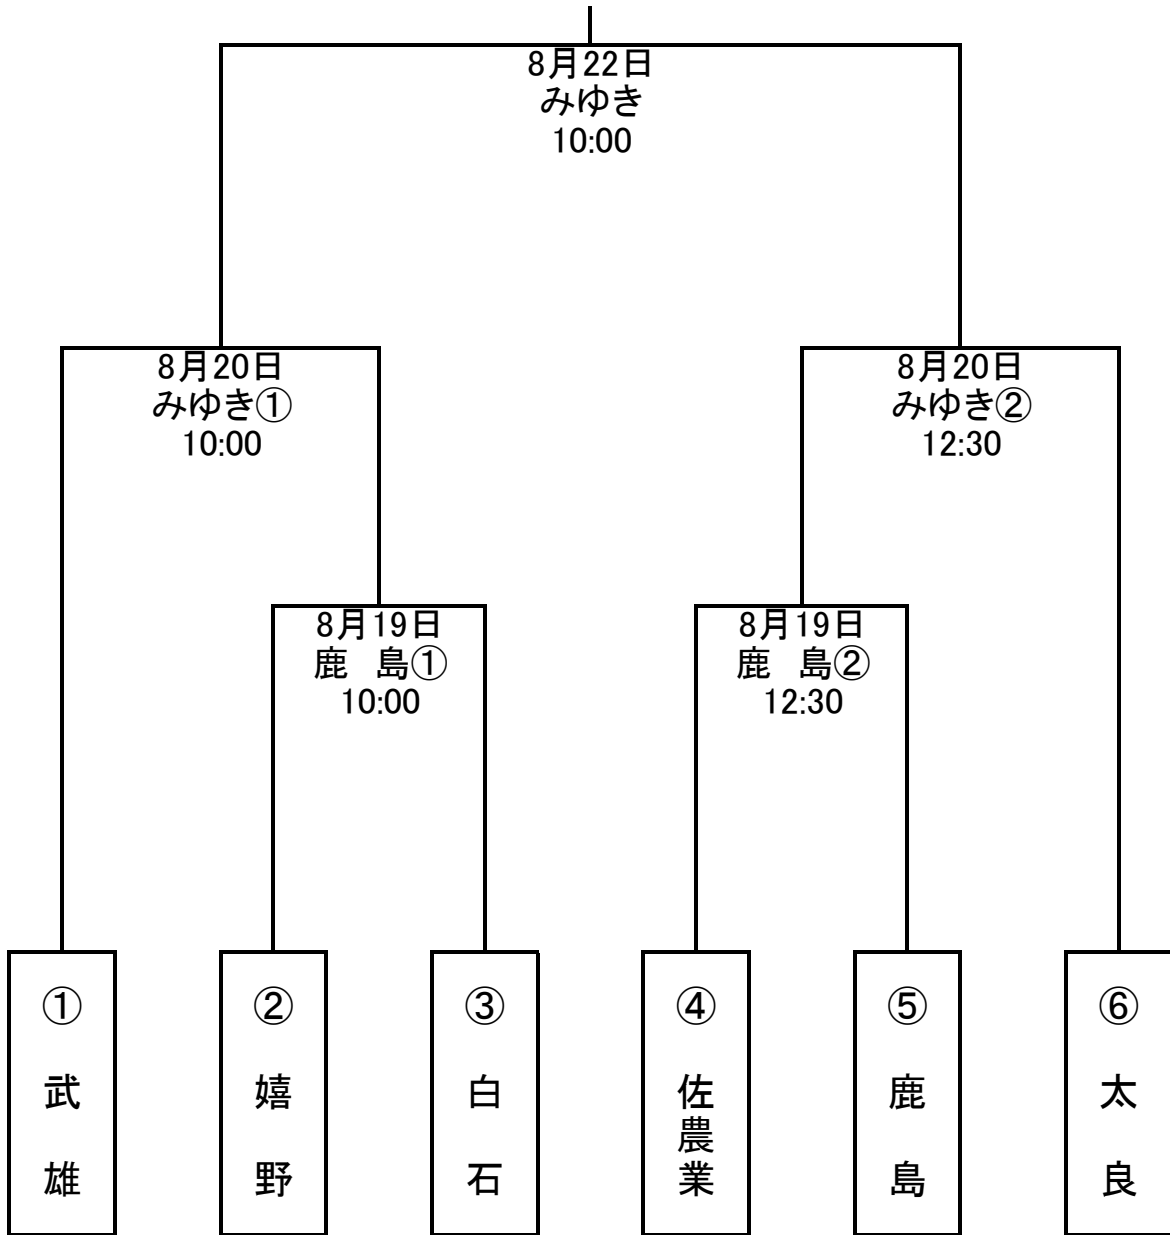 8月22日
みゆき
10:00
8月20日
みゆき①
10:00
8月20日
みゆき②
12:30
8月19日
鹿 島①
10:00
8月19日
鹿 島②
12:30
① 武雄
② 嬉野
③ 白石
④ 佐農業
⑤ 鹿島
⑥ 太良